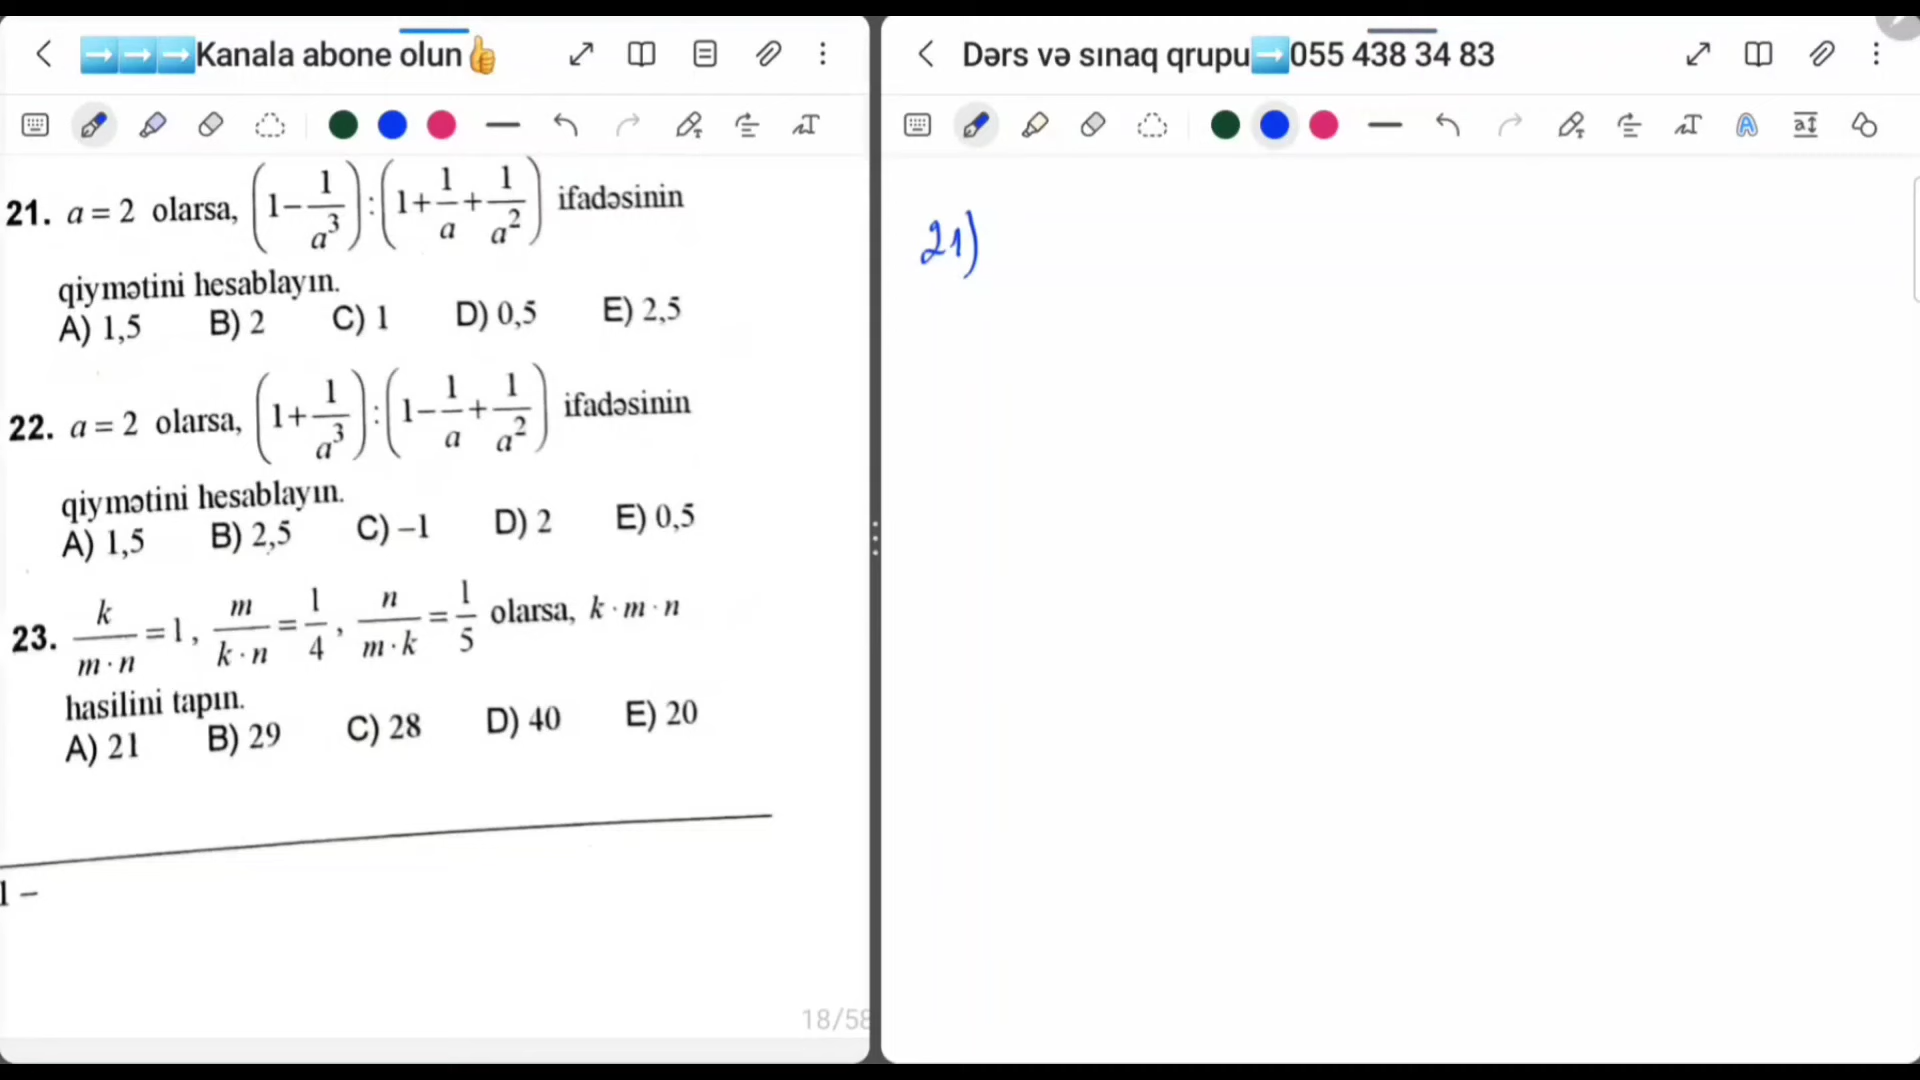 ➡️➡️➡️Kanala abone olun👍
Dərs və sınaq qrupu➡️055 438 34 83
21. a = 2 olarsa, (1 − 1/a³) : (1 + 1/a + 1/a²) ifadəsinin
qiymətini hesablayın.
A) 1,5 B) 2 C) 1 D) 0,5 E) 2,5
22. a = 2 olarsa, (1 + 1/a³) : (1 − 1/a + 1/a²) ifadəsinin
qiymətini hesablayın.
A) 1,5 B) 2,5 C) –1 D) 2 E) 0,5
23. k/(m · n) = 1, m/(k · n) = 1/4, n/(m · k) = 1/5 olarsa, k · m · n
hasilini tapın.
A) 21 B) 29 C) 28 D) 40 E) 20
1 –
18/58
21)